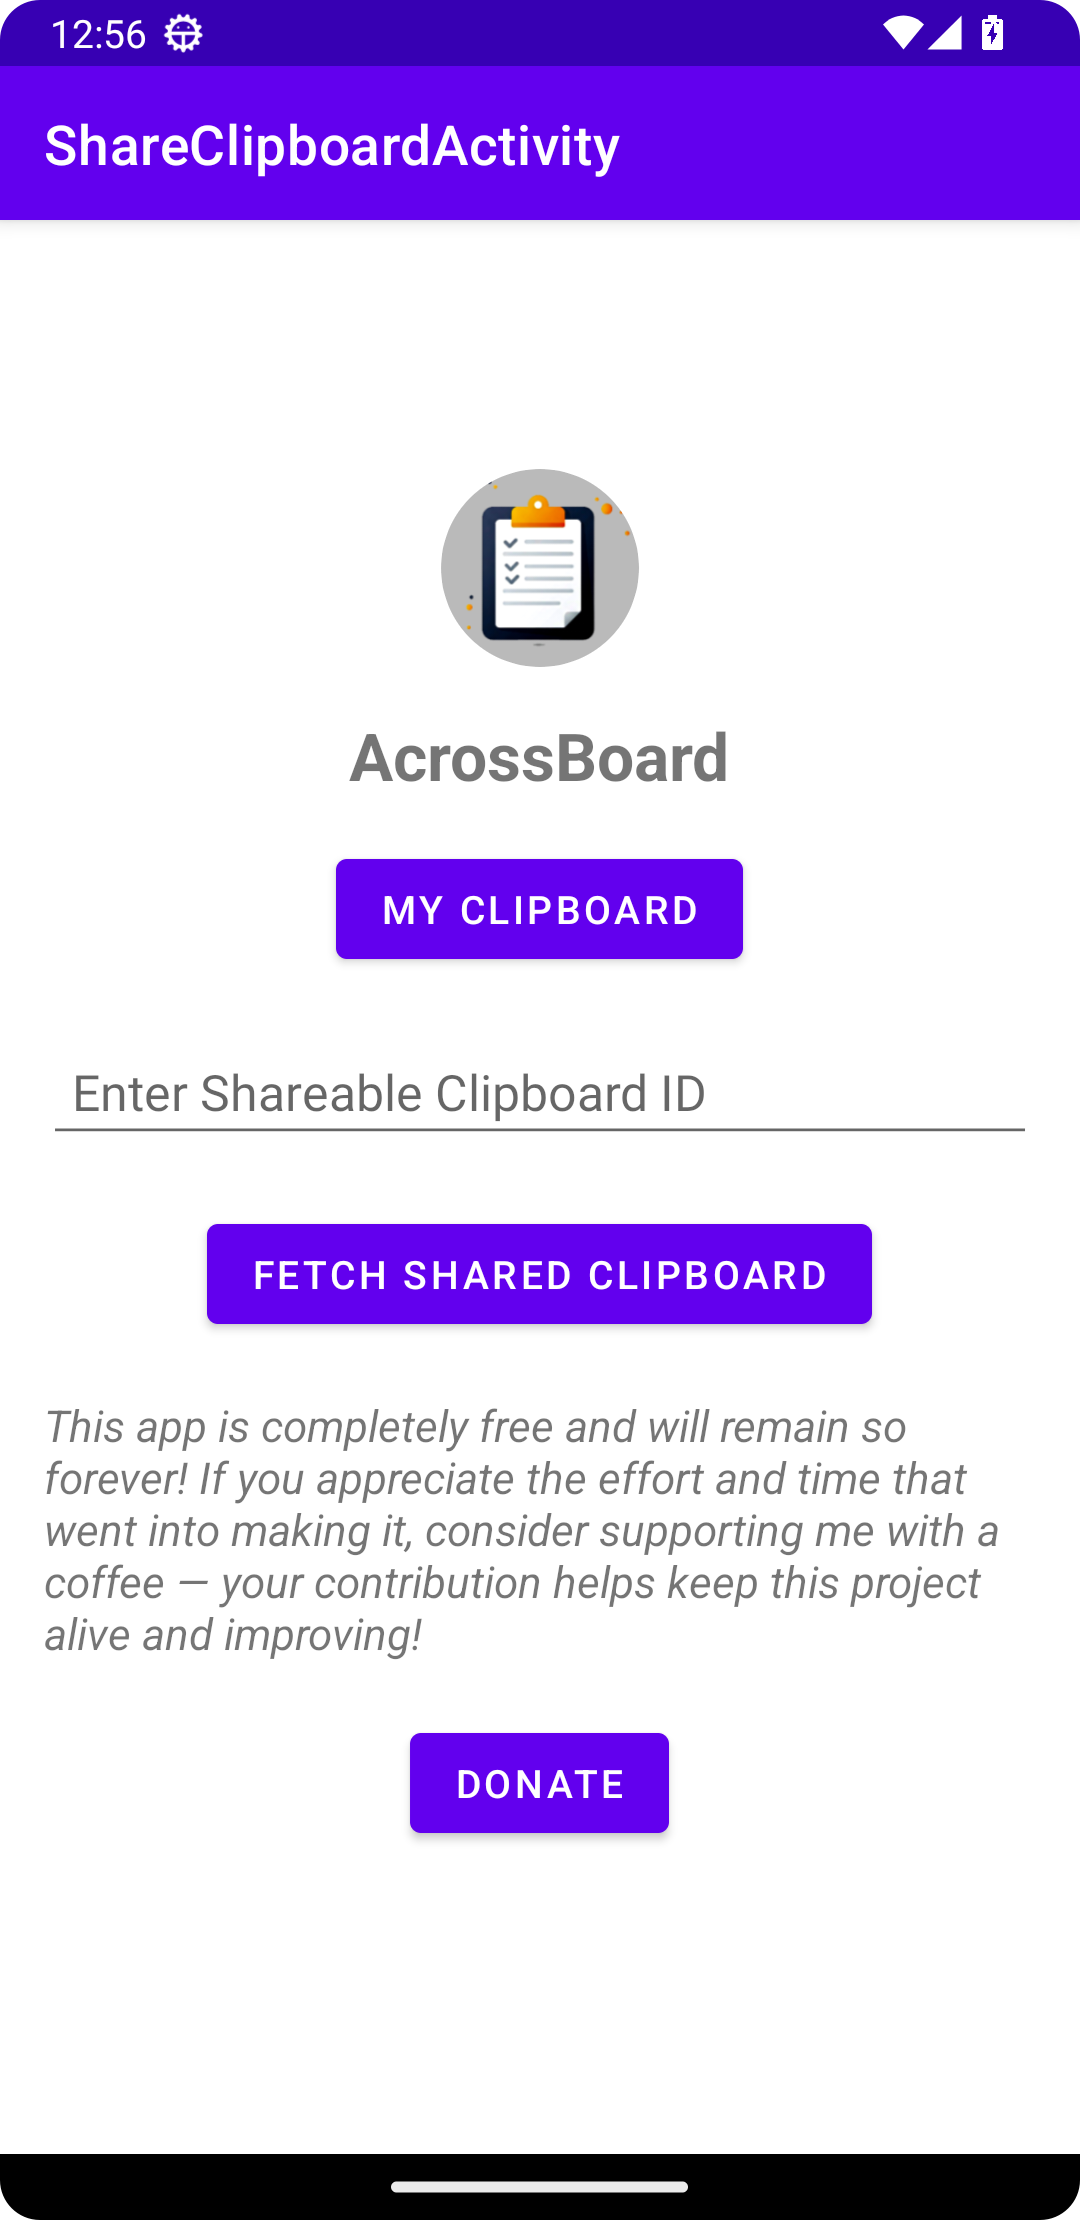 12:56
ShareClipboardActivity
AcrossBoard
MY CLIPBOARD
Enter Shareable Clipboard ID
FETCH SHARED CLIPBOARD
This app is completely free and will remain so
forever! If you appreciate the effort and time that
went into making it, consider supporting me with a
coffee — your contribution helps keep this project
alive and improving!
DONATE